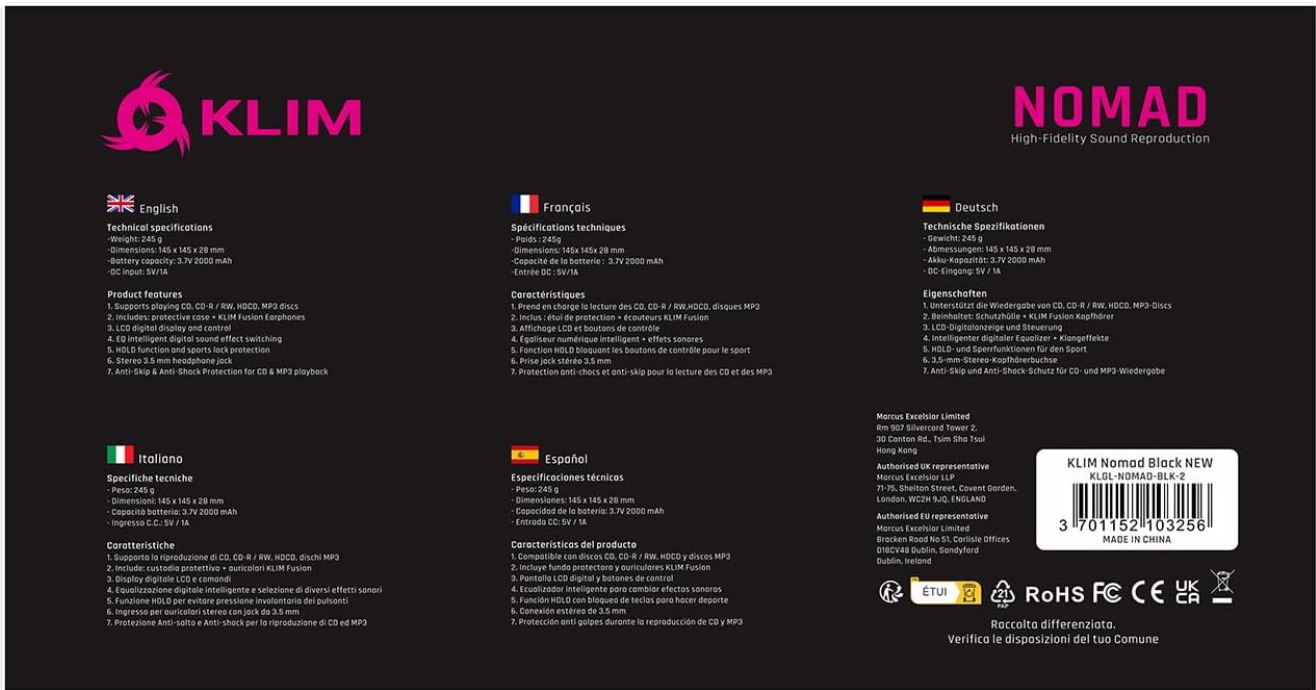 KLIM
NOMAD
High-Fidelity Sound Reproduction
English
Technical specifications
-Weight: 245 g
-Dimensions: 145 x 145 x 28 mm
-Battery capacity: 3.7V 2000 mAh
-DC input: 5V/1A
Product features
1. Supports playing CD, CD-R / RW, HDCD, MP3 discs
2. Includes: protective case + KLIM Fusion Earphones
3. LCD digital display and control
4. EQ intelligent digital sound effect switching
5. HOLD function and sports lock protection
6. Stereo 3.5 mm headphone jack
7. Anti-Skip & Anti-Shock Protection for CD & MP3 playback
Français
Spécifications techniques
- Poids : 245g
-Dimensions: 145x 145x 28 mm
-Capacité de la batterie : 3.7V 2000 mAh
-Entrée DC : 5V/1A
Caractéristiques
1. Prend en charge la lecture des CD, CD-R / RW,HDCD, disques MP3
2. Inclus : étui de protection + écouteurs KLIM Fusion
3. Affichage LCD et boutons de contrôle
4. Égaliseur numérique intelligent + effets sonores
5. Fonction HOLD bloquant les boutons de contrôle pour le sport
6. Prise jack stéréo 3,5 mm
7. Protection anti-chocs et anti-skip pour la lecture des CD et des MP3
Deutsch
Technische Spezifikationen
- Gewicht: 245 g
- Abmessungen: 145 x 145 x 28 mm
- Akku-Kapazität: 3.7V 2000 mAh
- DC-Eingang: 5V / 1A
Eigenschaften
1. Unterstützt die Wiedergabe von CD, CD-R / RW, HDCD, MP3-Discs
2. Beinhaltet: Schutzhülle + KLIM Fusion Kopfhörer
3. LCD-Digitalanzeige und Steuerung
4. Intelligenter digitaler Equalizer + Klangeffekte
5. HOLD- und Sperrfunktionen für den Sport
6. 3,5-mm-Stereo-Kopfhörerbuchse
7. Anti-Skip und Anti-Shock-Schutz für CD- und MP3-Wiedergabe
Italiano
Specifiche tecniche
- Peso: 245 g
- Dimensioni: 145 x 145 x 28 mm
- Capacità batteria: 3.7V 2000 mAh
- Ingresso C.C.: 5V / 1A
Caratteristiche
1. Supporta la riproduzione di CD, CD-R / RW, HDCD, dischi MP3
2. Include: custodia protettiva + auricolari KLIM Fusion
3. Display digitale LCD e comandi
4. Equalizzazione digitale intelligente e selezione di diversi effetti sonori
5. Funzione HOLD per evitare pressione involontaria dei pulsanti
6. Ingresso per auricolari stereo con jack da 3.5 mm
7. Protezione Anti-salto e Anti-shock per la riproduzione di CD ed MP3
Español
Especificaciones técnicas
- Peso: 245 g
- Dimensiones: 145 x 145 x 28 mm
- Capacidad de la batería: 3.7V 2000 mAh
- Entrada CC: 5V / 1A
Características del producto
1. Compatible con discos CD, CD-R / RW, HDCD y discos MP3
2. Incluye funda protectora y auriculares KLIM Fusion
3. Pantalla LCD digital y botones de control
4. Ecualizador inteligente para cambiar efectos sonoros
5. Función HOLD con bloqueo de teclas para hacer deporte
6. Conexión estérea de 3.5 mm
7. Protección anti golpes durante la reproducción de CD y MP3
Marcus Excelsior Limited
Rm 907 Silvercord Tower 2,
30 Canton Rd., Tsim Sha Tsui
Hong Kong
Authorised UK representative
Marcus Excelsior LLP
71-75, Shelton Street, Covent Garden,
London, WC2H 9JQ, ENGLAND
Authorised EU representative
Marcus Excelsior Limited
Bracken Road No 51, Carlisle Offices
D18CV48 Dublin, Sandyford
Dublin, Ireland
KLIM Nomad Black NEW
KLGL-NOMAD-BLK-2
3 701152 103256
MADE IN CHINA
ÉTUI
21
PAP
RoHS FC CE UK
CA
Raccolta differenziata.
Verifica le disposizioni del tuo Comune